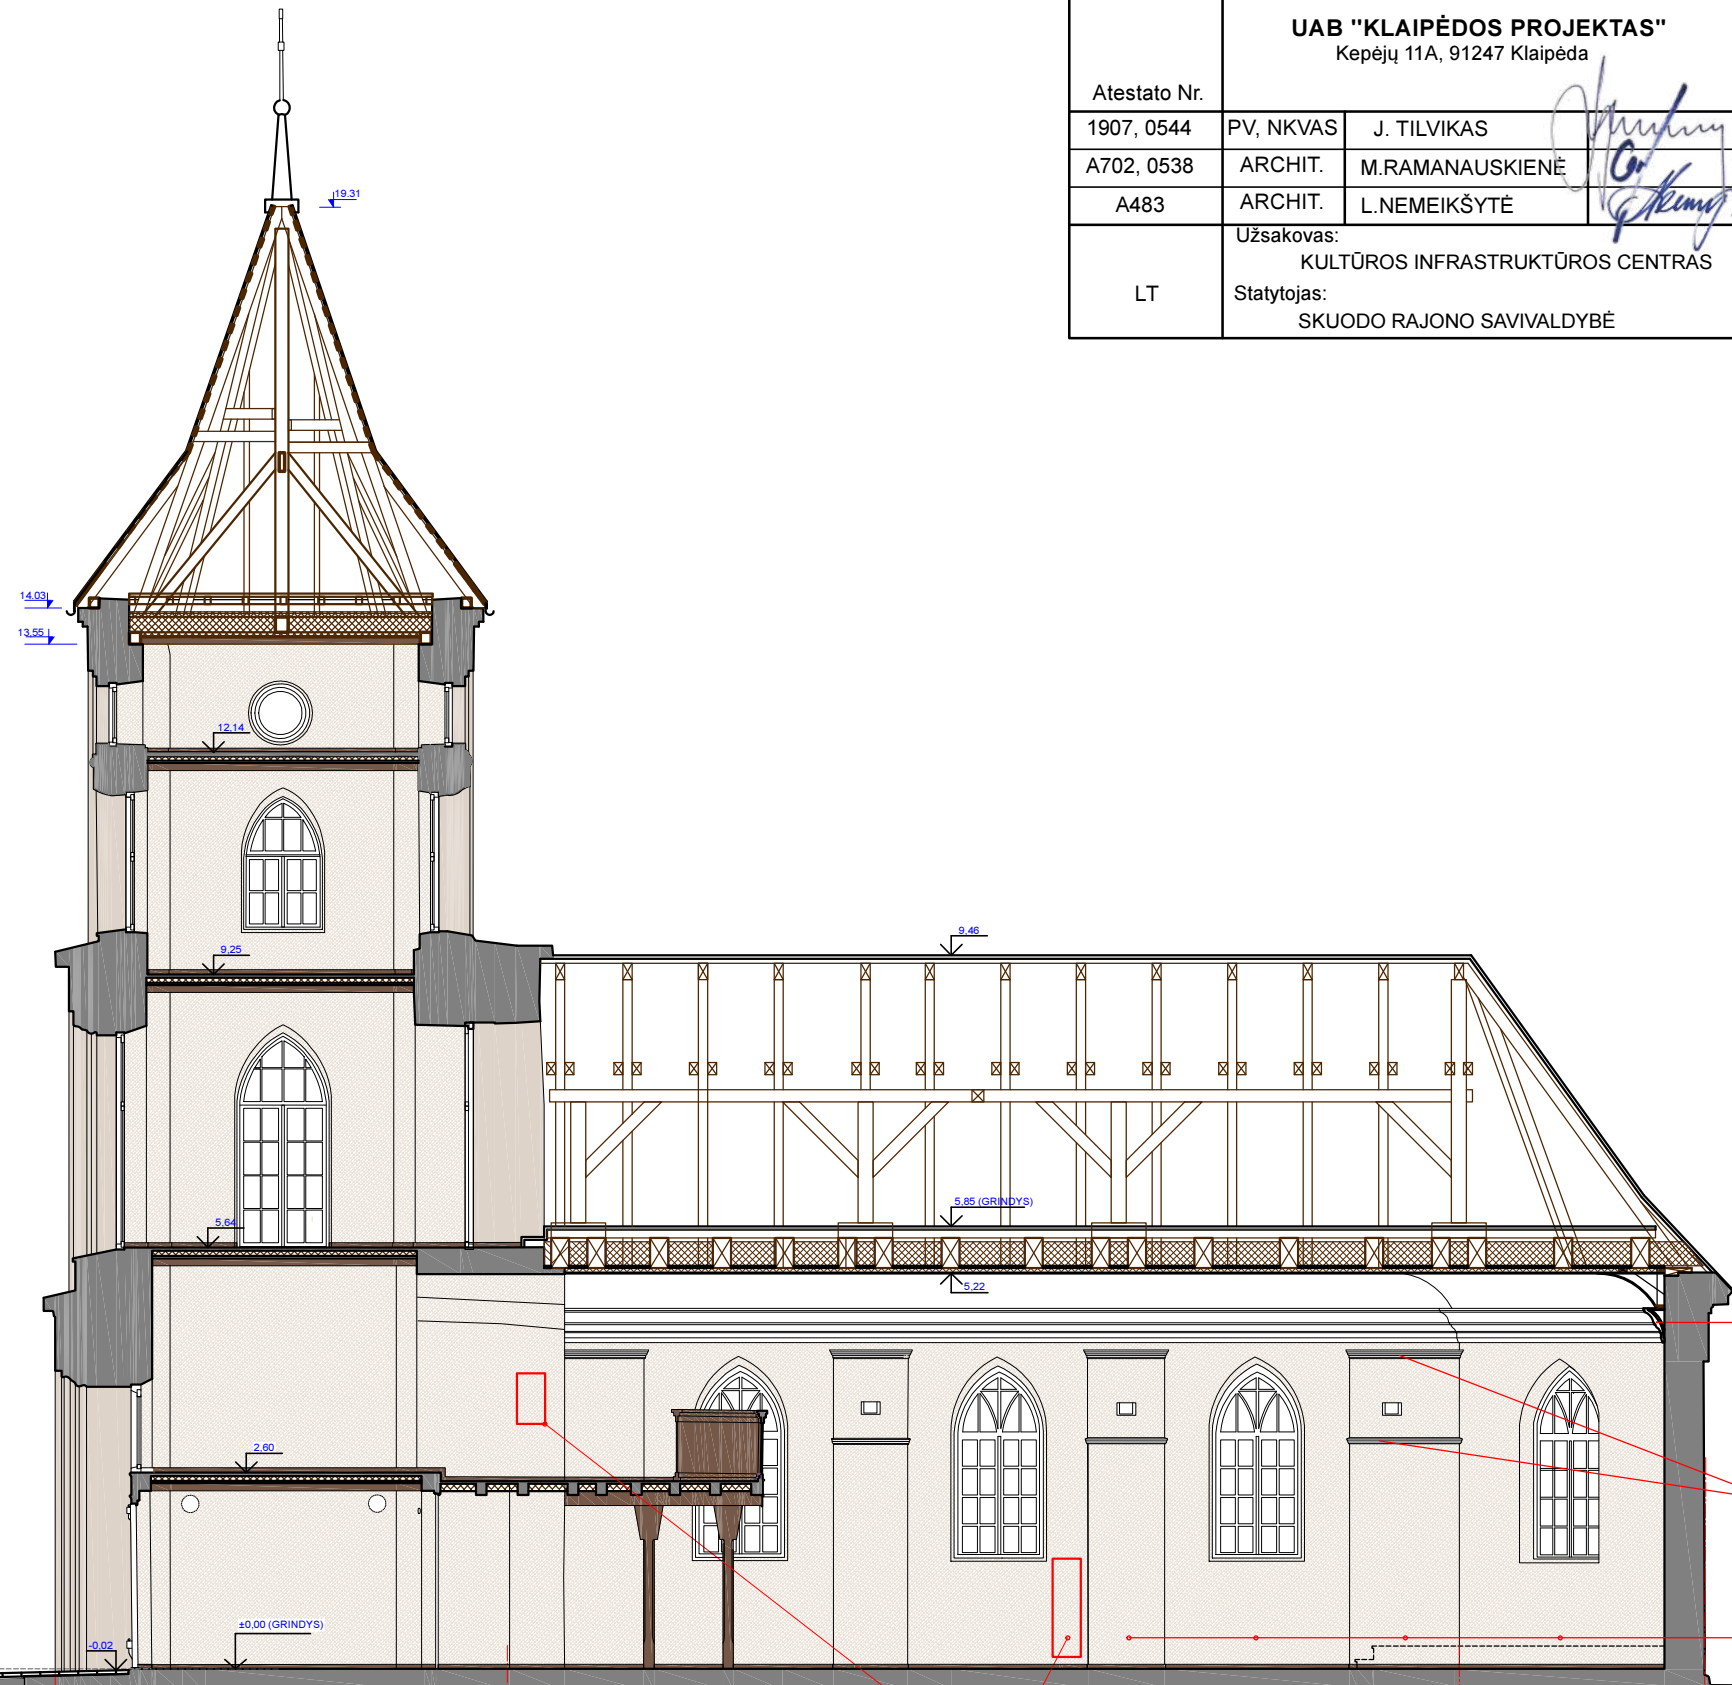 UAB "KLAIPĖDOS PROJEKTAS"
Kepėjų 11A, 91247 Klaipėda
Atestato Nr.
1907, 0544 PV, NKVAS J. TILVIKAS
A702, 0538 ARCHIT. M.RAMANAUSKIENĖ
A483 ARCHIT. L.NEMEIKŠYTĖ
Užsakovas:
KULTŪROS INFRASTRUKTŪROS CENTRAS
LT
Statytojas:
SKUODO RAJONO SAVIVALDYBĖ
19.31
14.03
13,55
12,14
9,46
9,25
5,85 (GRINDYS)
5,64
5,22
2,60
±0,00 (GRINDYS)
-0,02